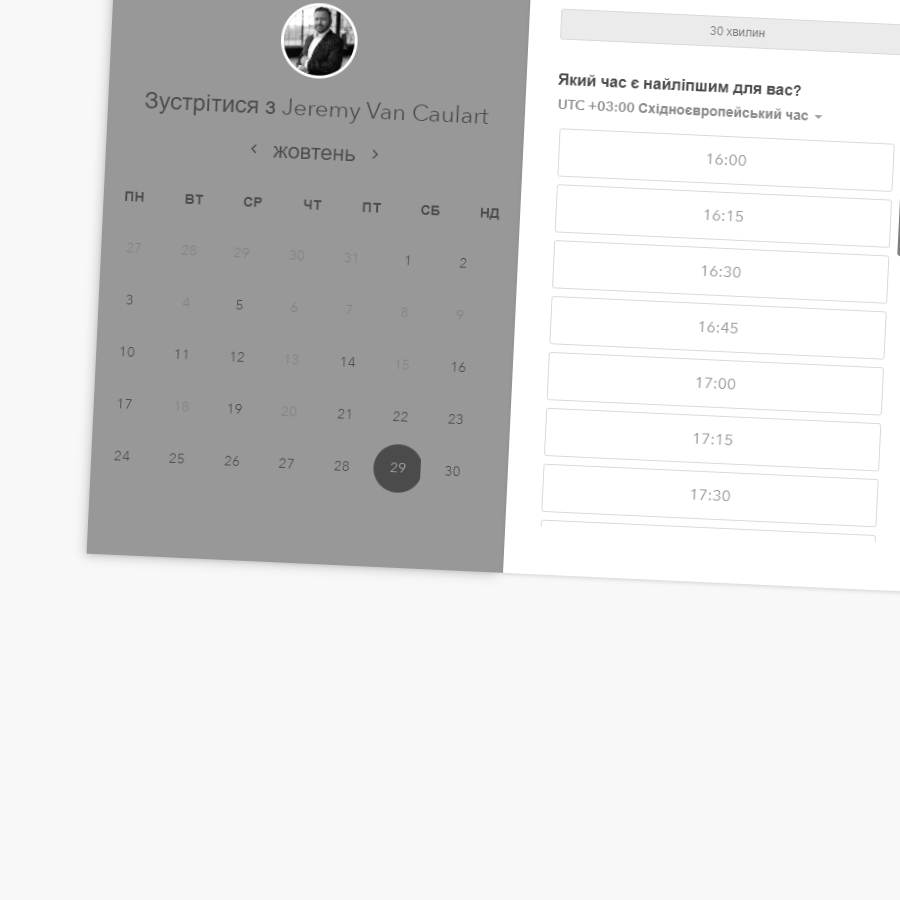 Зустрітися з Jeremy Van Caulart
жовтень
ПН ВТ СР ЧТ ПТ СБ НД
27 28 29 30 31 1 2
3 4 5 6 7 8 9
10 11 12 13 14 15 16
17 18 19 20 21 22 23
24 25 26 27 28 29 30
30 хвилин
Який час є найліпшим для вас?
UTC +03:00 Східноєвропейський час
16:00
16:15
16:30
16:45
17:00
17:15
17:30